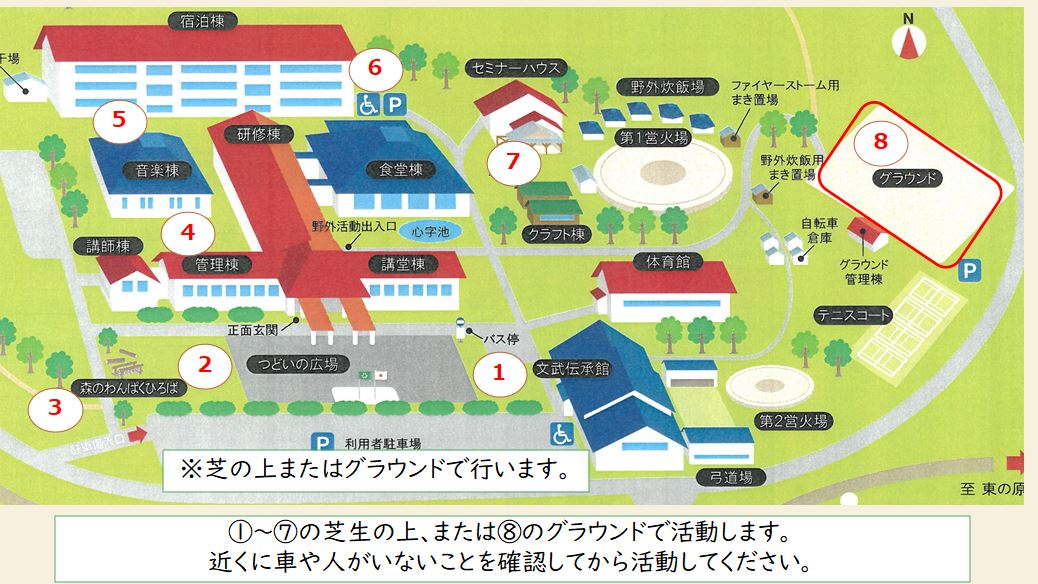 宿泊棟
干場
6
P
セミナーハウス
N
野外炊飯場
ファイヤーストーム用
まき置場
5
研修棟
第1営火場
8
音楽棟
食堂棟
7
野外炊飯用
まき置場
グラウンド
4
野外活動出入口
心字池
クラフト棟
自転車
倉庫
講師棟
管理棟
講堂棟
体育館
グラウンド
管理棟
P
正面玄関
バス停
テニスコート
2
つどいの広場
1
文武伝承館
森のわんぱくひろば
3
第2営火場
駐車場入口
P
利用者駐車場
弓道場
※芝の上またはグラウンドで行います。
至 東の原
①~⑦の芝生の上、または⑧のグラウンドで活動します。
近くに車や人がいないことを確認してから活動してください。